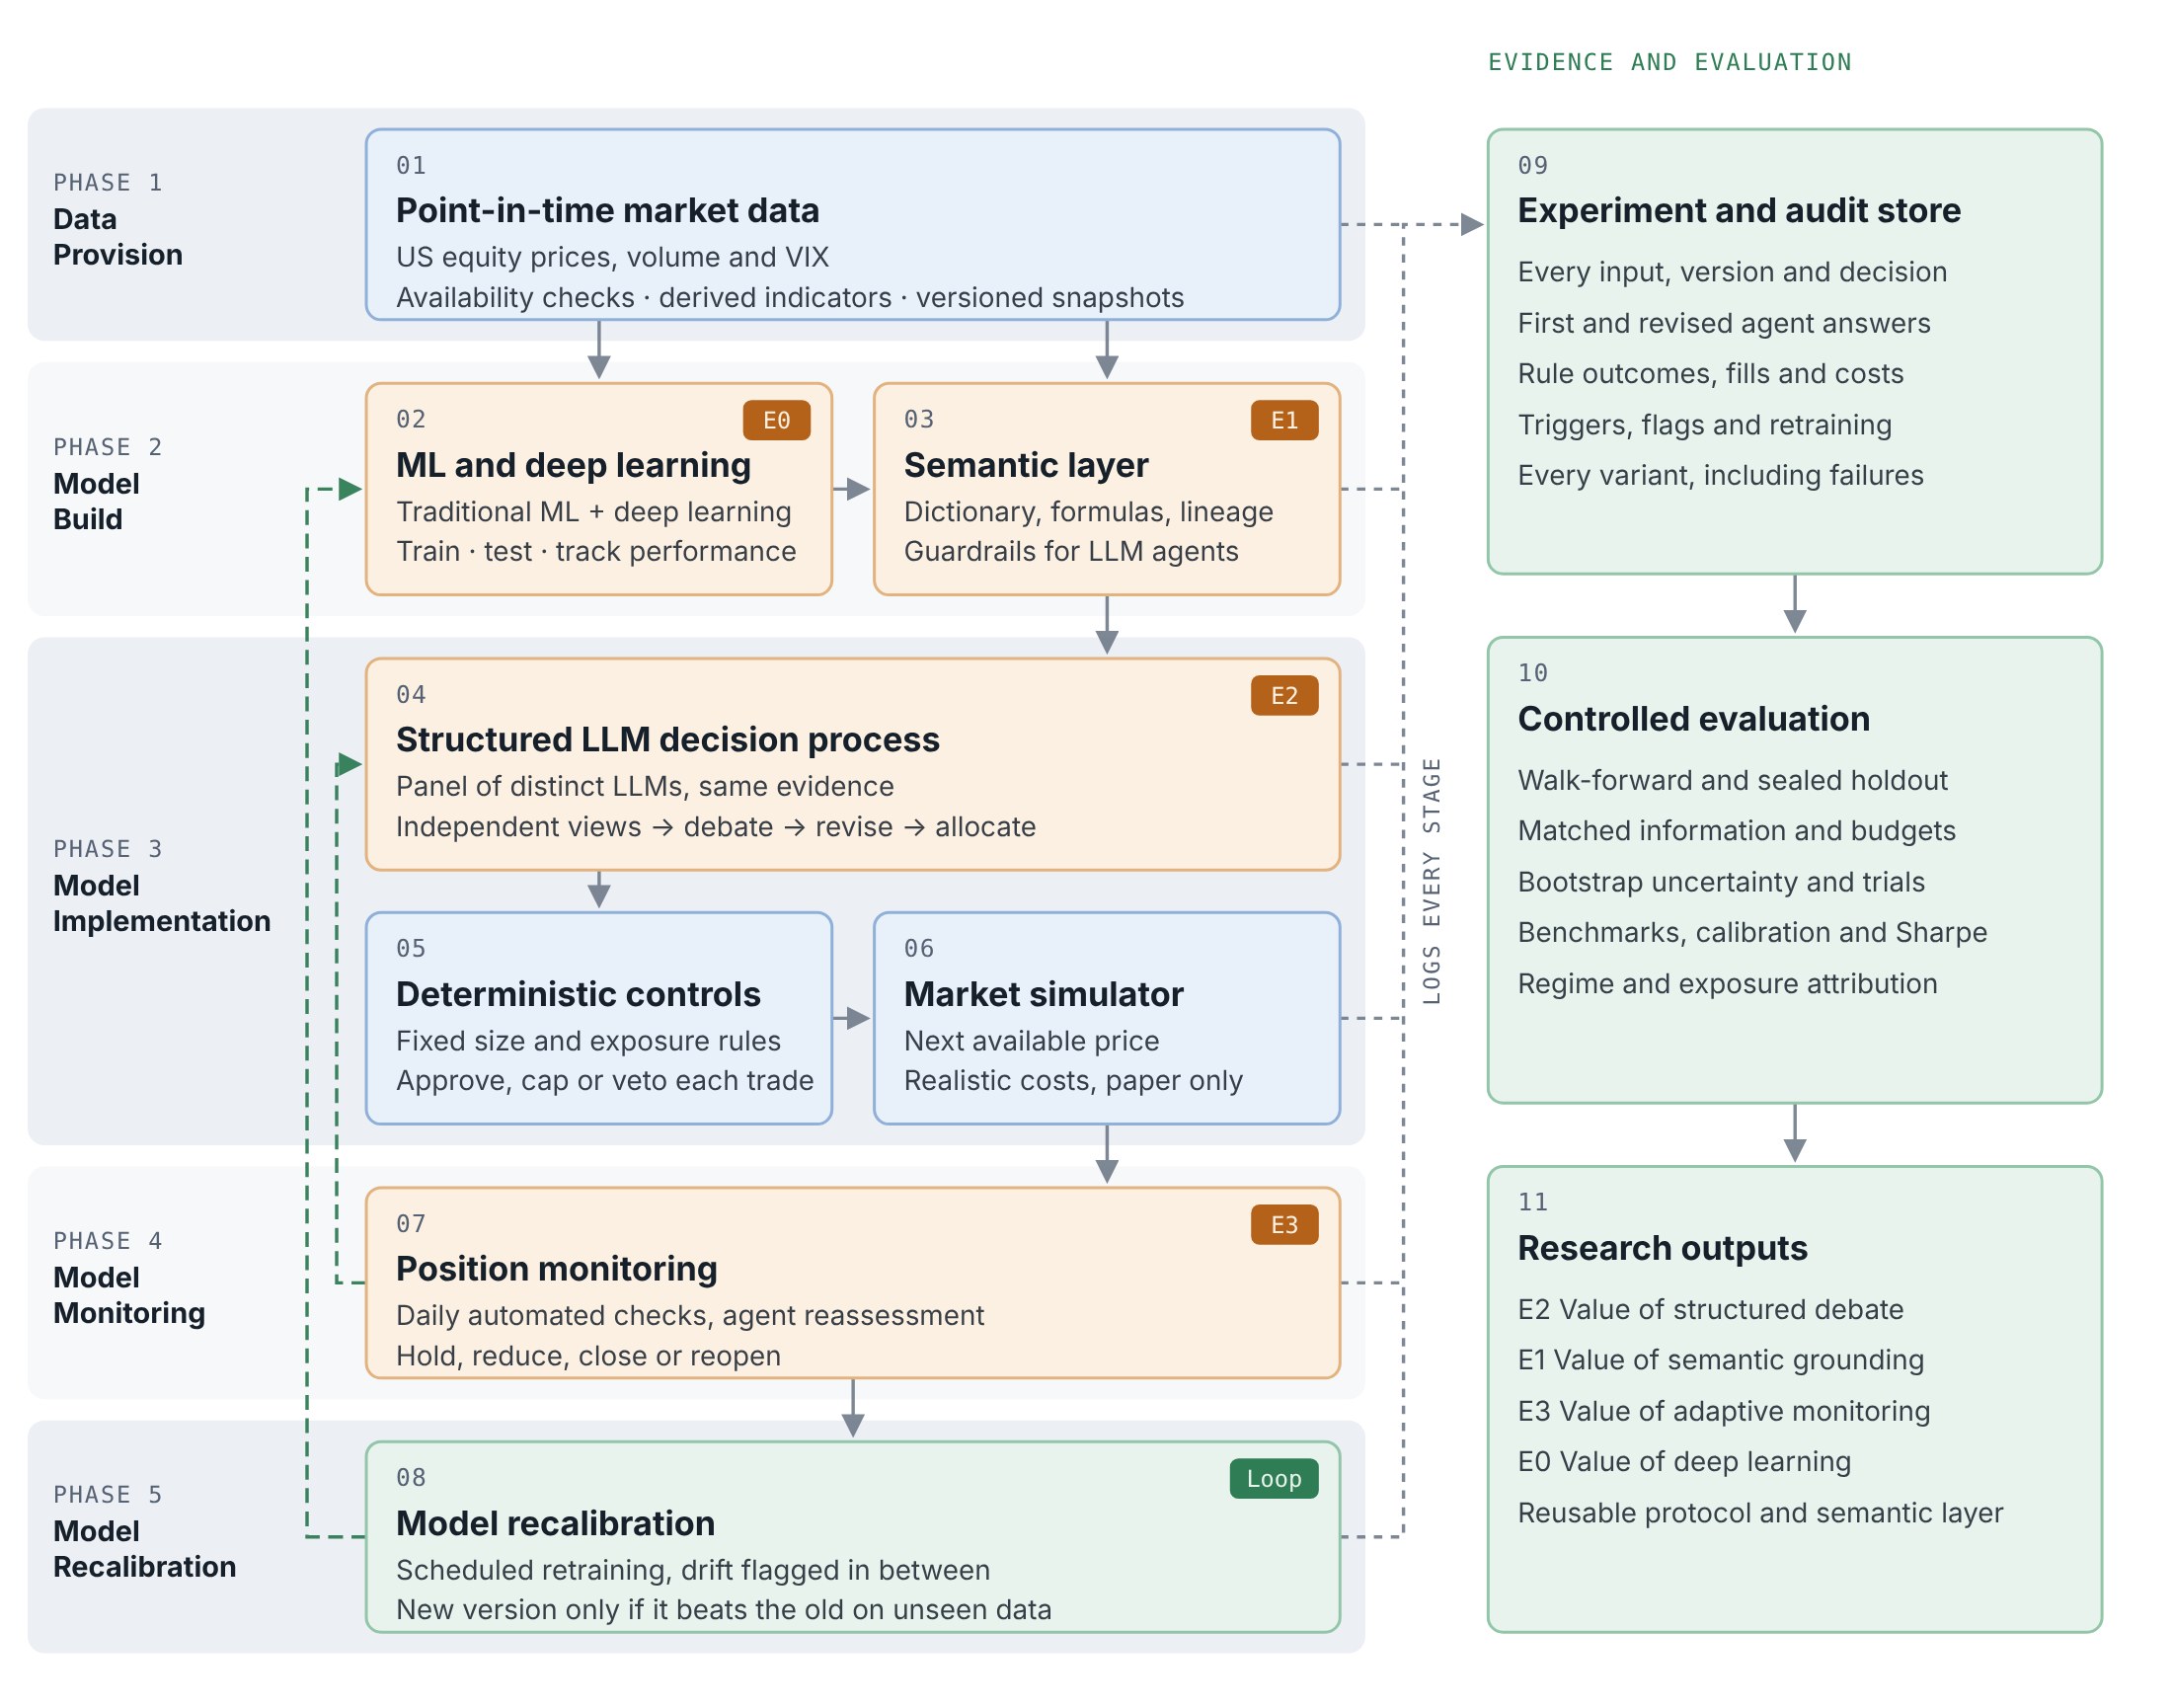 EVIDENCE AND EVALUATION
PHASE 1
Data
Provision
01
Point-in-time market data
US equity prices, volume and VIX
Availability checks · derived indicators · versioned snapshots
PHASE 2
Model
Build
02
E0
ML and deep learning
Traditional ML + deep learning
Train · test · track performance
03
E1
Semantic layer
Dictionary, formulas, lineage
Guardrails for LLM agents
PHASE 3
Model
Implementation
04
E2
Structured LLM decision process
Panel of distinct LLMs, same evidence
Independent views → debate → revise → allocate
05
Deterministic controls
Fixed size and exposure rules
Approve, cap or veto each trade
06
Market simulator
Next available price
Realistic costs, paper only
PHASE 4
Model
Monitoring
07
E3
Position monitoring
Daily automated checks, agent reassessment
Hold, reduce, close or reopen
PHASE 5
Model
Recalibration
08
Loop
Model recalibration
Scheduled retraining, drift flagged in between
New version only if it beats the old on unseen data
LOGS EVERY STAGE
09
Experiment and audit store
Every input, version and decision
First and revised agent answers
Rule outcomes, fills and costs
Triggers, flags and retraining
Every variant, including failures
10
Controlled evaluation
Walk-forward and sealed holdout
Matched information and budgets
Bootstrap uncertainty and trials
Benchmarks, calibration and Sharpe
Regime and exposure attribution
11
Research outputs
E2 Value of structured debate
E1 Value of semantic grounding
E3 Value of adaptive monitoring
E0 Value of deep learning
Reusable protocol and semantic layer